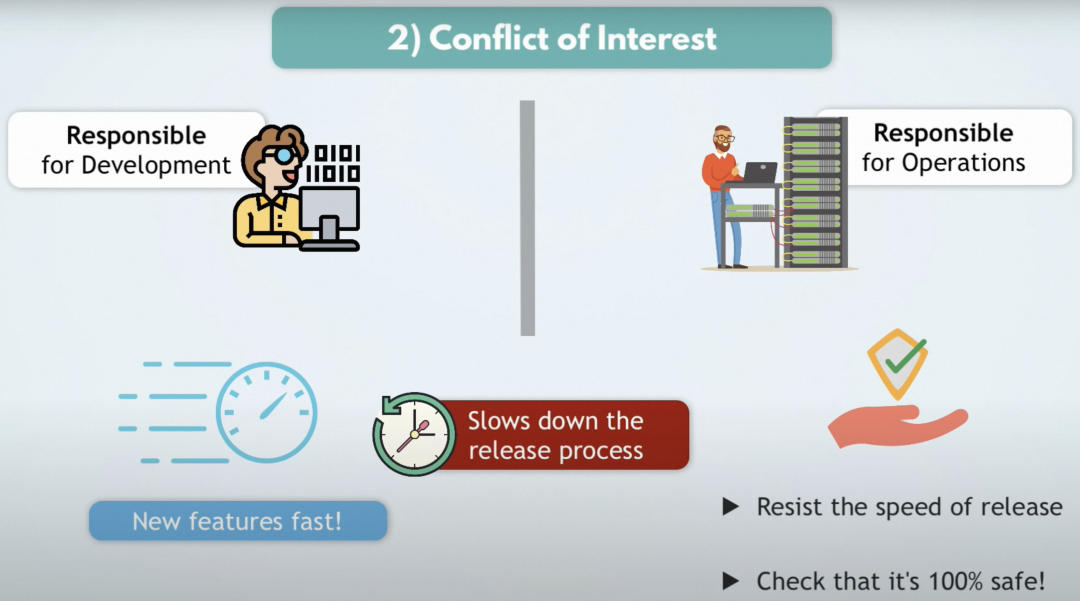 2) Conflict of Interest
Responsible
for Development
0101
11010
Responsible
for Operations
Slows down the
release process
New features fast!
Resist the speed of release
Check that it's 100% safe!